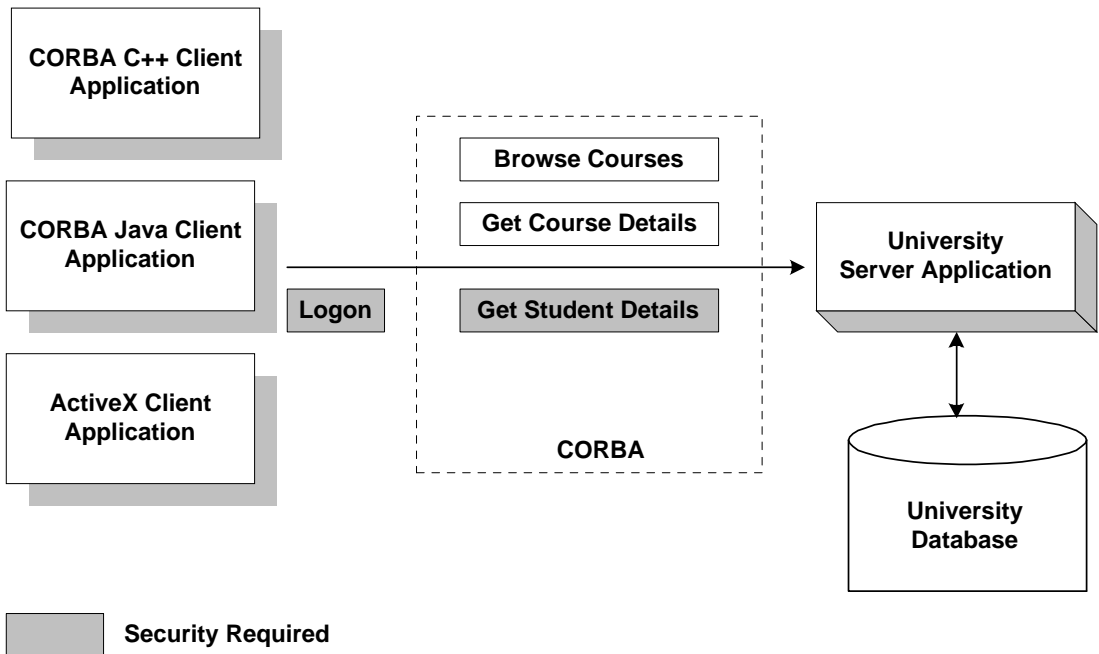 CORBA C++ Client
Application
CORBA Java Client
Application
ActiveX Client
Application
Logon
Browse Courses
Get Course Details
Get Student Details
CORBA
University
Server Application
University
Database
Security Required